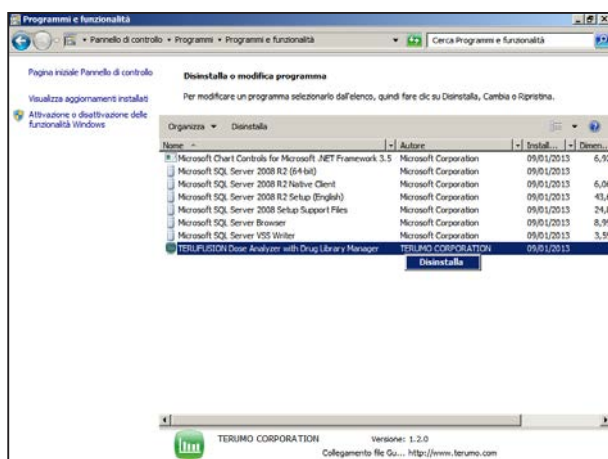 Programmi e funzionalità
Pannello di controllo Programmi Programmi e funzionalità Cerca Programmi e funzionalità
Pagina iniziale Pannello di controllo
Visualizza aggiornamenti installati
Attivazione o disattivazione delle
funzionalità Windows
Disinstalla o modifica programma
Per modificare un programma selezionarlo dall'elenco, quindi fare clic su Disinstalla, Cambia o Ripristina.
Organizza Disinstalla
Nome Autore Install... Dimen...
Microsoft Chart Controls for Microsoft .NET Framework 3.5 Microsoft Corporation 09/01/2013
Microsoft SQL Server 2008 R2 (64-bit) Microsoft Corporation 09/01/2013
Microsoft SQL Server 2008 R2 Native Client Microsoft Corporation 09/01/2013
Microsoft SQL Server 2008 R2 Setup (English) Microsoft Corporation 09/01/2013
Microsoft SQL Server 2008 Setup Support Files Microsoft Corporation 09/01/2013
Microsoft SQL Server Browser Microsoft Corporation 09/01/2013
Microsoft SQL Server VSS Writer Microsoft Corporation 09/01/2013
TERUFUSION Dose Analyzer with Drug Library Manager TERUMO CORPORATION 09/01/2013
Disinstalla
TERUMO CORPORATION Versione: 1.2.0
Collegamento file Gu... http://www.terumo.com